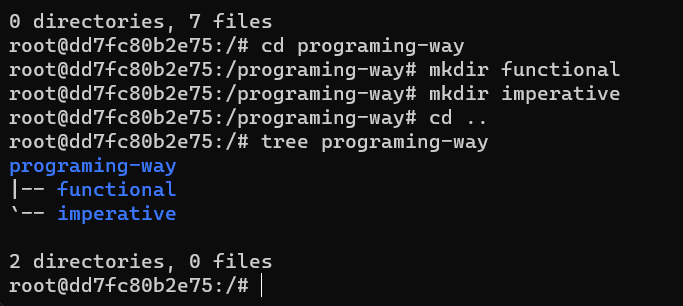 0 directories, 7 files
root@dd7fc80b2e75:/# cd programing-way
root@dd7fc80b2e75:/programing-way# mkdir functional
root@dd7fc80b2e75:/programing-way# mkdir imperative
root@dd7fc80b2e75:/programing-way# cd ..
root@dd7fc80b2e75:/# tree programing-way
programing-way
|-- functional
`-- imperative
2 directories, 0 files
root@dd7fc80b2e75:/#